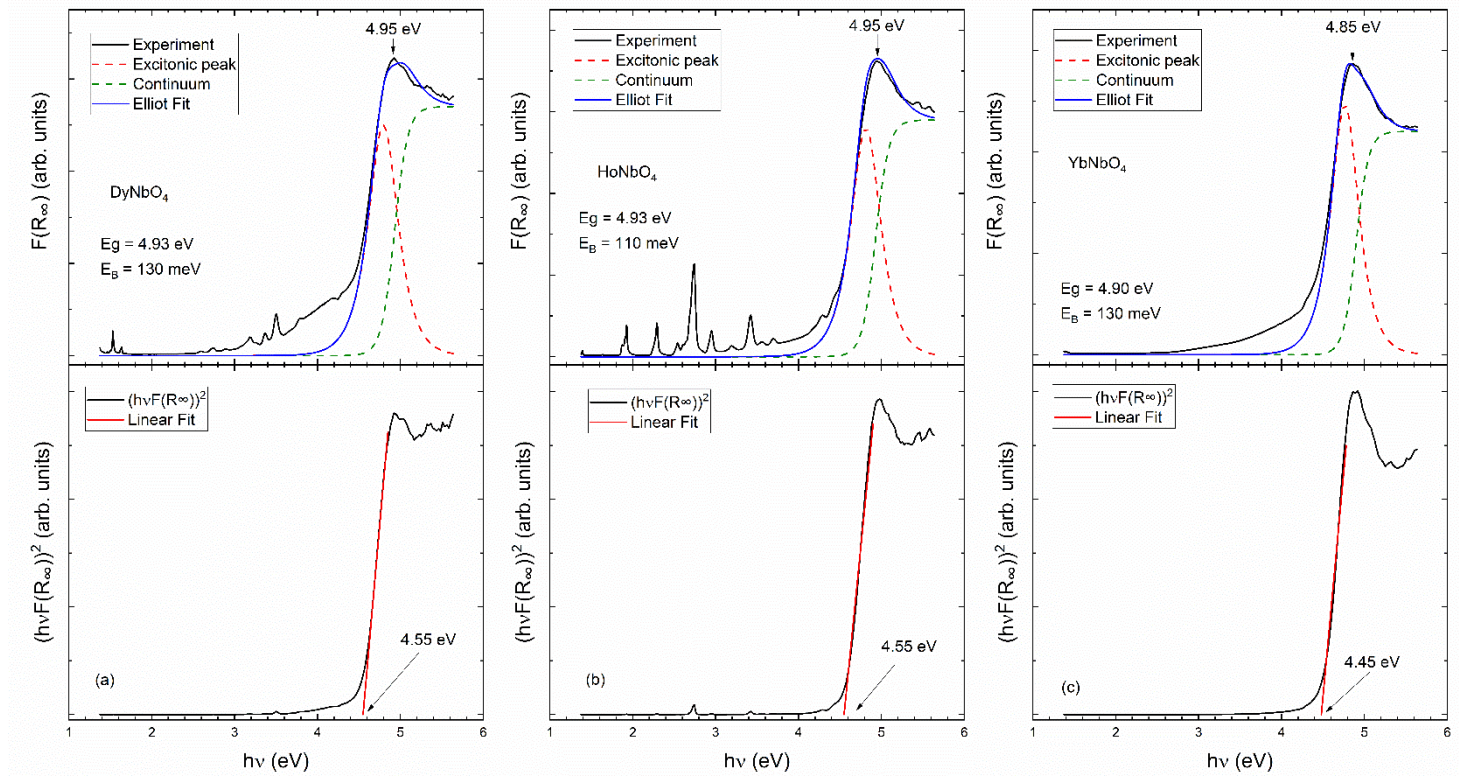 4.95 eV
Experiment
Excitonic peak
Continuum
Elliot Fit
DyNbO₄
Eg = 4.93 eV
E_B = 130 meV
F(R∞) (arb. units)
(hνF(R∞))²
Linear Fit
4.55 eV
(a)
(hνF(R∞))² (arb. units)
1 2 3 4 5 6
hν (eV)
4.95 eV
Experiment
Excitonic peak
Continuum
Elliot Fit
HoNbO₄
Eg = 4.93 eV
E_B = 110 meV
F(R∞) (arb. units)
(hνF(R∞))²
Linear Fit
4.55 eV
(b)
(hνF(R∞))² (arb. units)
1 2 3 4 5 6
hν (eV)
4.85 eV
Experiment
Excitonic peak
Continuum
Elliot Fit
YbNbO₄
Eg = 4.90 eV
E_B = 130 meV
F(R∞) (arb. units)
(hνF(R∞))²
Linear Fit
4.45 eV
(c)
(hνF(R∞))² (arb. units)
1 2 3 4 5 6
hν (eV)